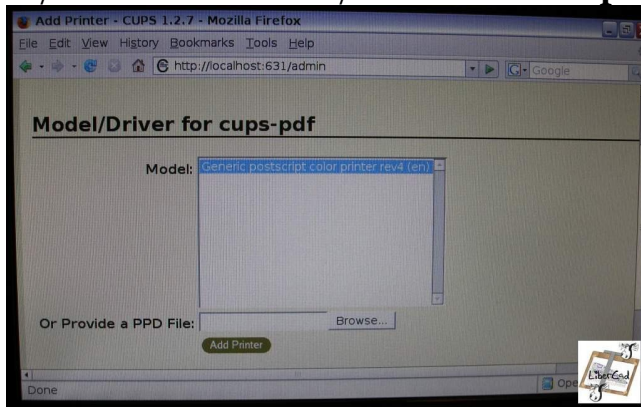 Add Printer - CUPS 1.2.7 - Mozilla Firefox
File Edit View History Bookmarks Tools Help
http://localhost:631/admin
Google
Model/Driver for cups-pdf
Model: Generic postscript color printer rev4 (en)
Or Provide a PPD File: Browse...
Add Printer
Done
Ope
LiberCad